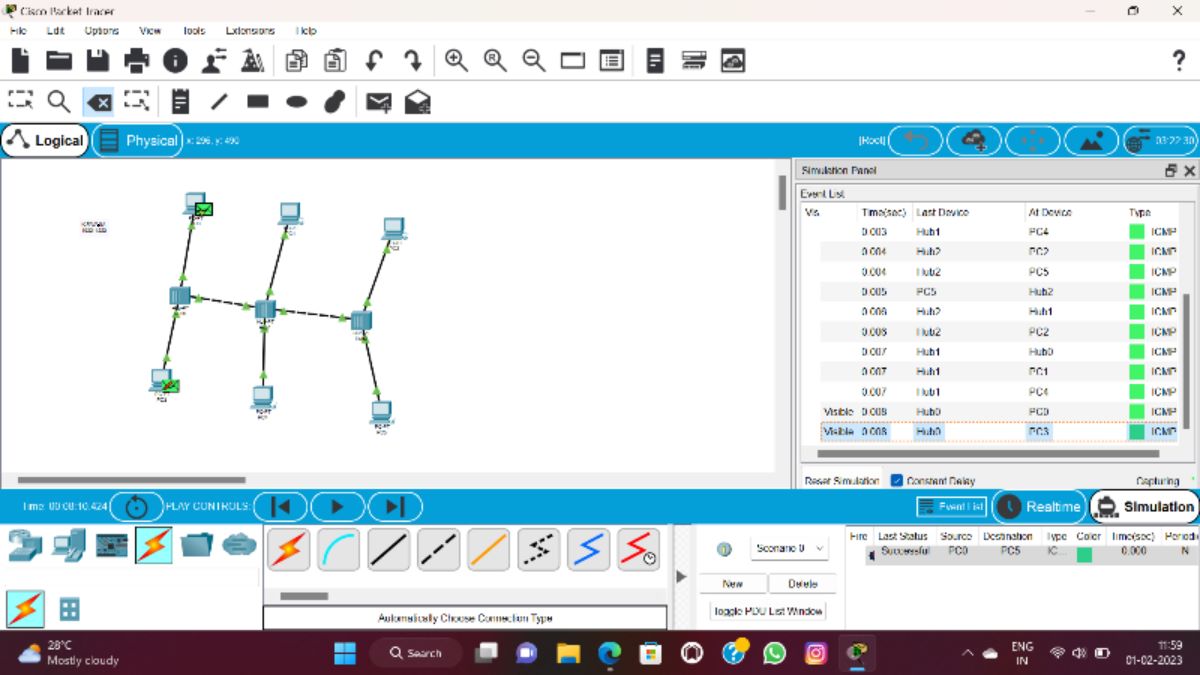 Cisco Packet Tracer
File Edit Options View Tools Extensions Help
Logical Physical x: 296, y: 490 [Root] 03:22:30
Simulation Panel
Event List
Vis. Time(sec) Last Device At Device Type
0.003 Hub1 PC4 ICMP
0.004 Hub2 PC2 ICMP
0.004 Hub2 PC5 ICMP
0.005 PC5 Hub2 ICMP
0.006 Hub2 Hub1 ICMP
0.006 Hub2 PC2 ICMP
0.007 Hub1 Hub0 ICMP
0.007 Hub1 PC1 ICMP
0.007 Hub1 PC4 ICMP
Visible 0.008 Hub0 PC0 ICMP
Visible 0.008 Hub0 PC3 ICMP
Reset Simulation Constant Delay Capturing
Time: 00:08:10.424 PLAY CONTROLS: Event List Realtime Simulation
Fire Last Status Source Destination Type Color Time(sec) Periodi
Successful PC0 PC5 IC... 0.000 N
Scenario 0
New Delete
Toggle PDU List Window
Automatically Choose Connection Type
28°C
Mostly cloudy
Search
ENG
IN
11:59
01-02-2023